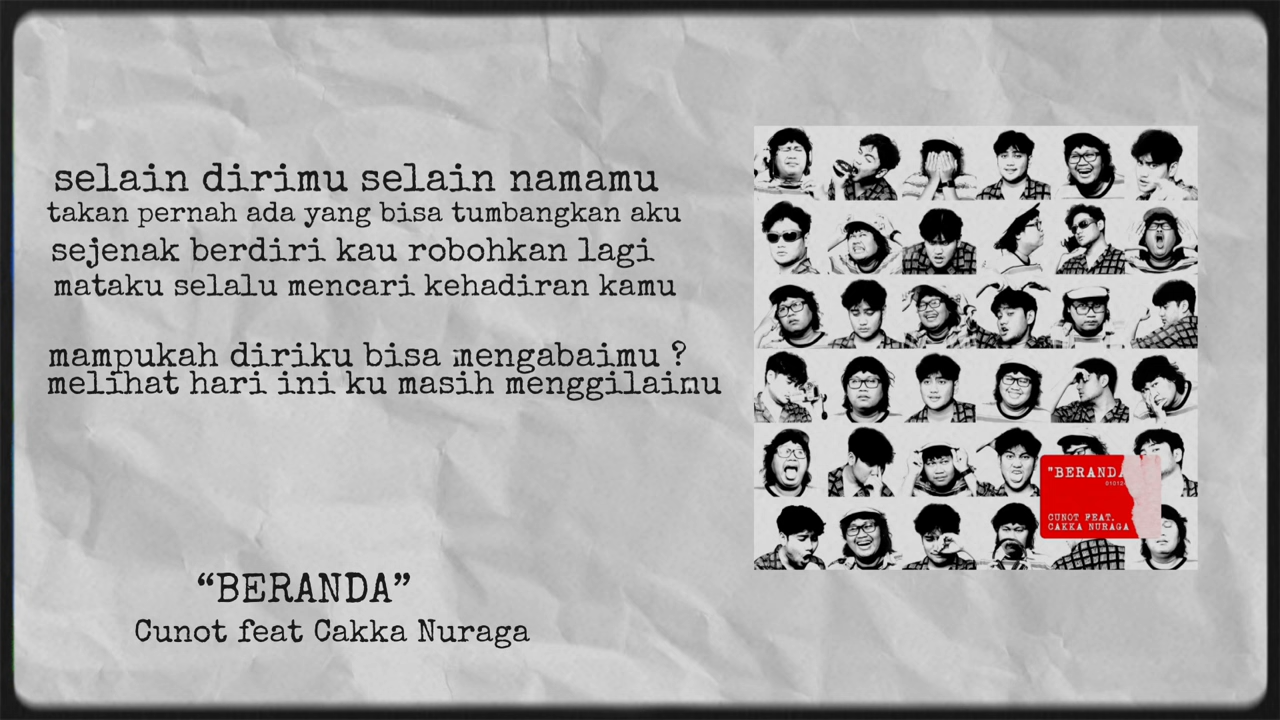 selain dirimu selain namamu
takan pernah ada yang bisa tumbangkan aku
sejenak berdiri kau robohkan lagi
mataku selalu mencari kehadiran kamu
mampukah diriku bisa mengabaimu ?
melihat hari ini ku masih menggilaimu
“BERANDA”
Cunot feat Cakka Nuraga
"BERANDA
CUNOT FEAT.
CAKKA NURAGA